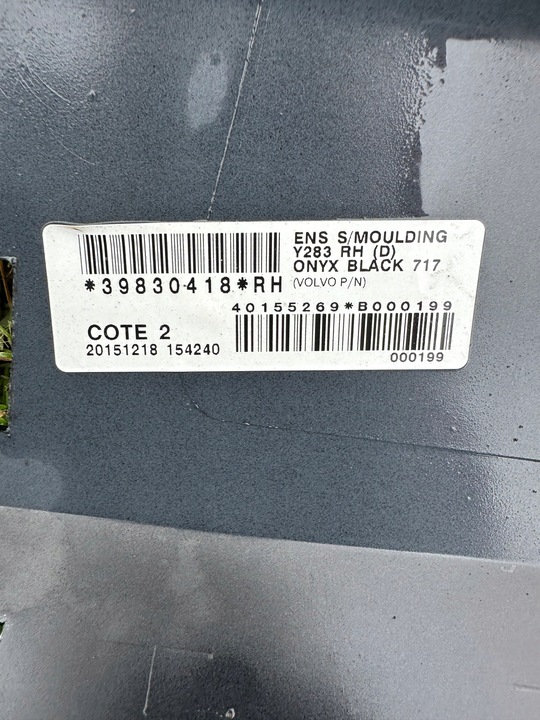 ENS S/MOULDING
Y283 RH (D)
ONYX BLACK 717
*39830418*RH (VOLVO P/N)
40155269*B000199
COTE 2
20151218 154240
000199